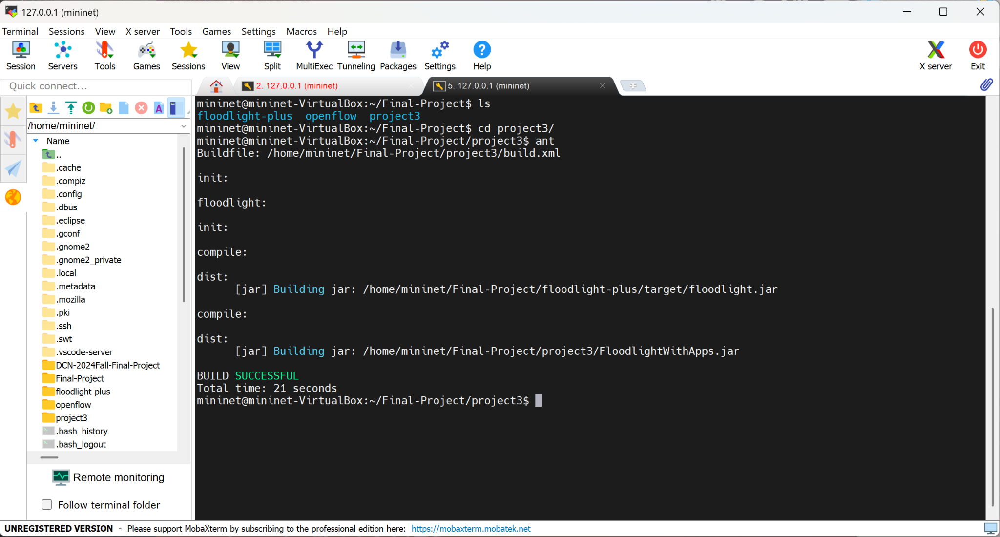 127.0.0.1 (mininet)
Terminal Sessions View X server Tools Games Settings Macros Help
Session Servers Tools Games Sessions View Split MultiExec Tunneling Packages Settings Help X server Exit
Quick connect...
2. 127.0.0.1 (mininet)
5. 127.0.0.1 (mininet)
/home/mininet/
Name
..
.cache
.compiz
.config
.dbus
.eclipse
.gconf
.gnome2
.gnome2_private
.local
.metadata
.mozilla
.pki
.ssh
.swt
.vscode-server
DCN-2024Fall-Final-Project
Final-Project
floodlight-plus
openflow
project3
.bash_history
.bash_logout
Remote monitoring
Follow terminal folder
mininet@mininet-VirtualBox:~/Final-Project$ ls
floodlight-plus openflow project3
mininet@mininet-VirtualBox:~/Final-Project$ cd project3/
mininet@mininet-VirtualBox:~/Final-Project/project3$ ant
Buildfile: /home/mininet/Final-Project/project3/build.xml
init:
floodlight:
init:
compile:
dist:
[jar] Building jar: /home/mininet/Final-Project/floodlight-plus/target/floodlight.jar
compile:
dist:
[jar] Building jar: /home/mininet/Final-Project/project3/FloodlightWithApps.jar
BUILD SUCCESSFUL
Total time: 21 seconds
mininet@mininet-VirtualBox:~/Final-Project/project3$
UNREGISTERED VERSION - Please support MobaXterm by subscribing to the professional edition here: https://mobaxterm.mobatek.net